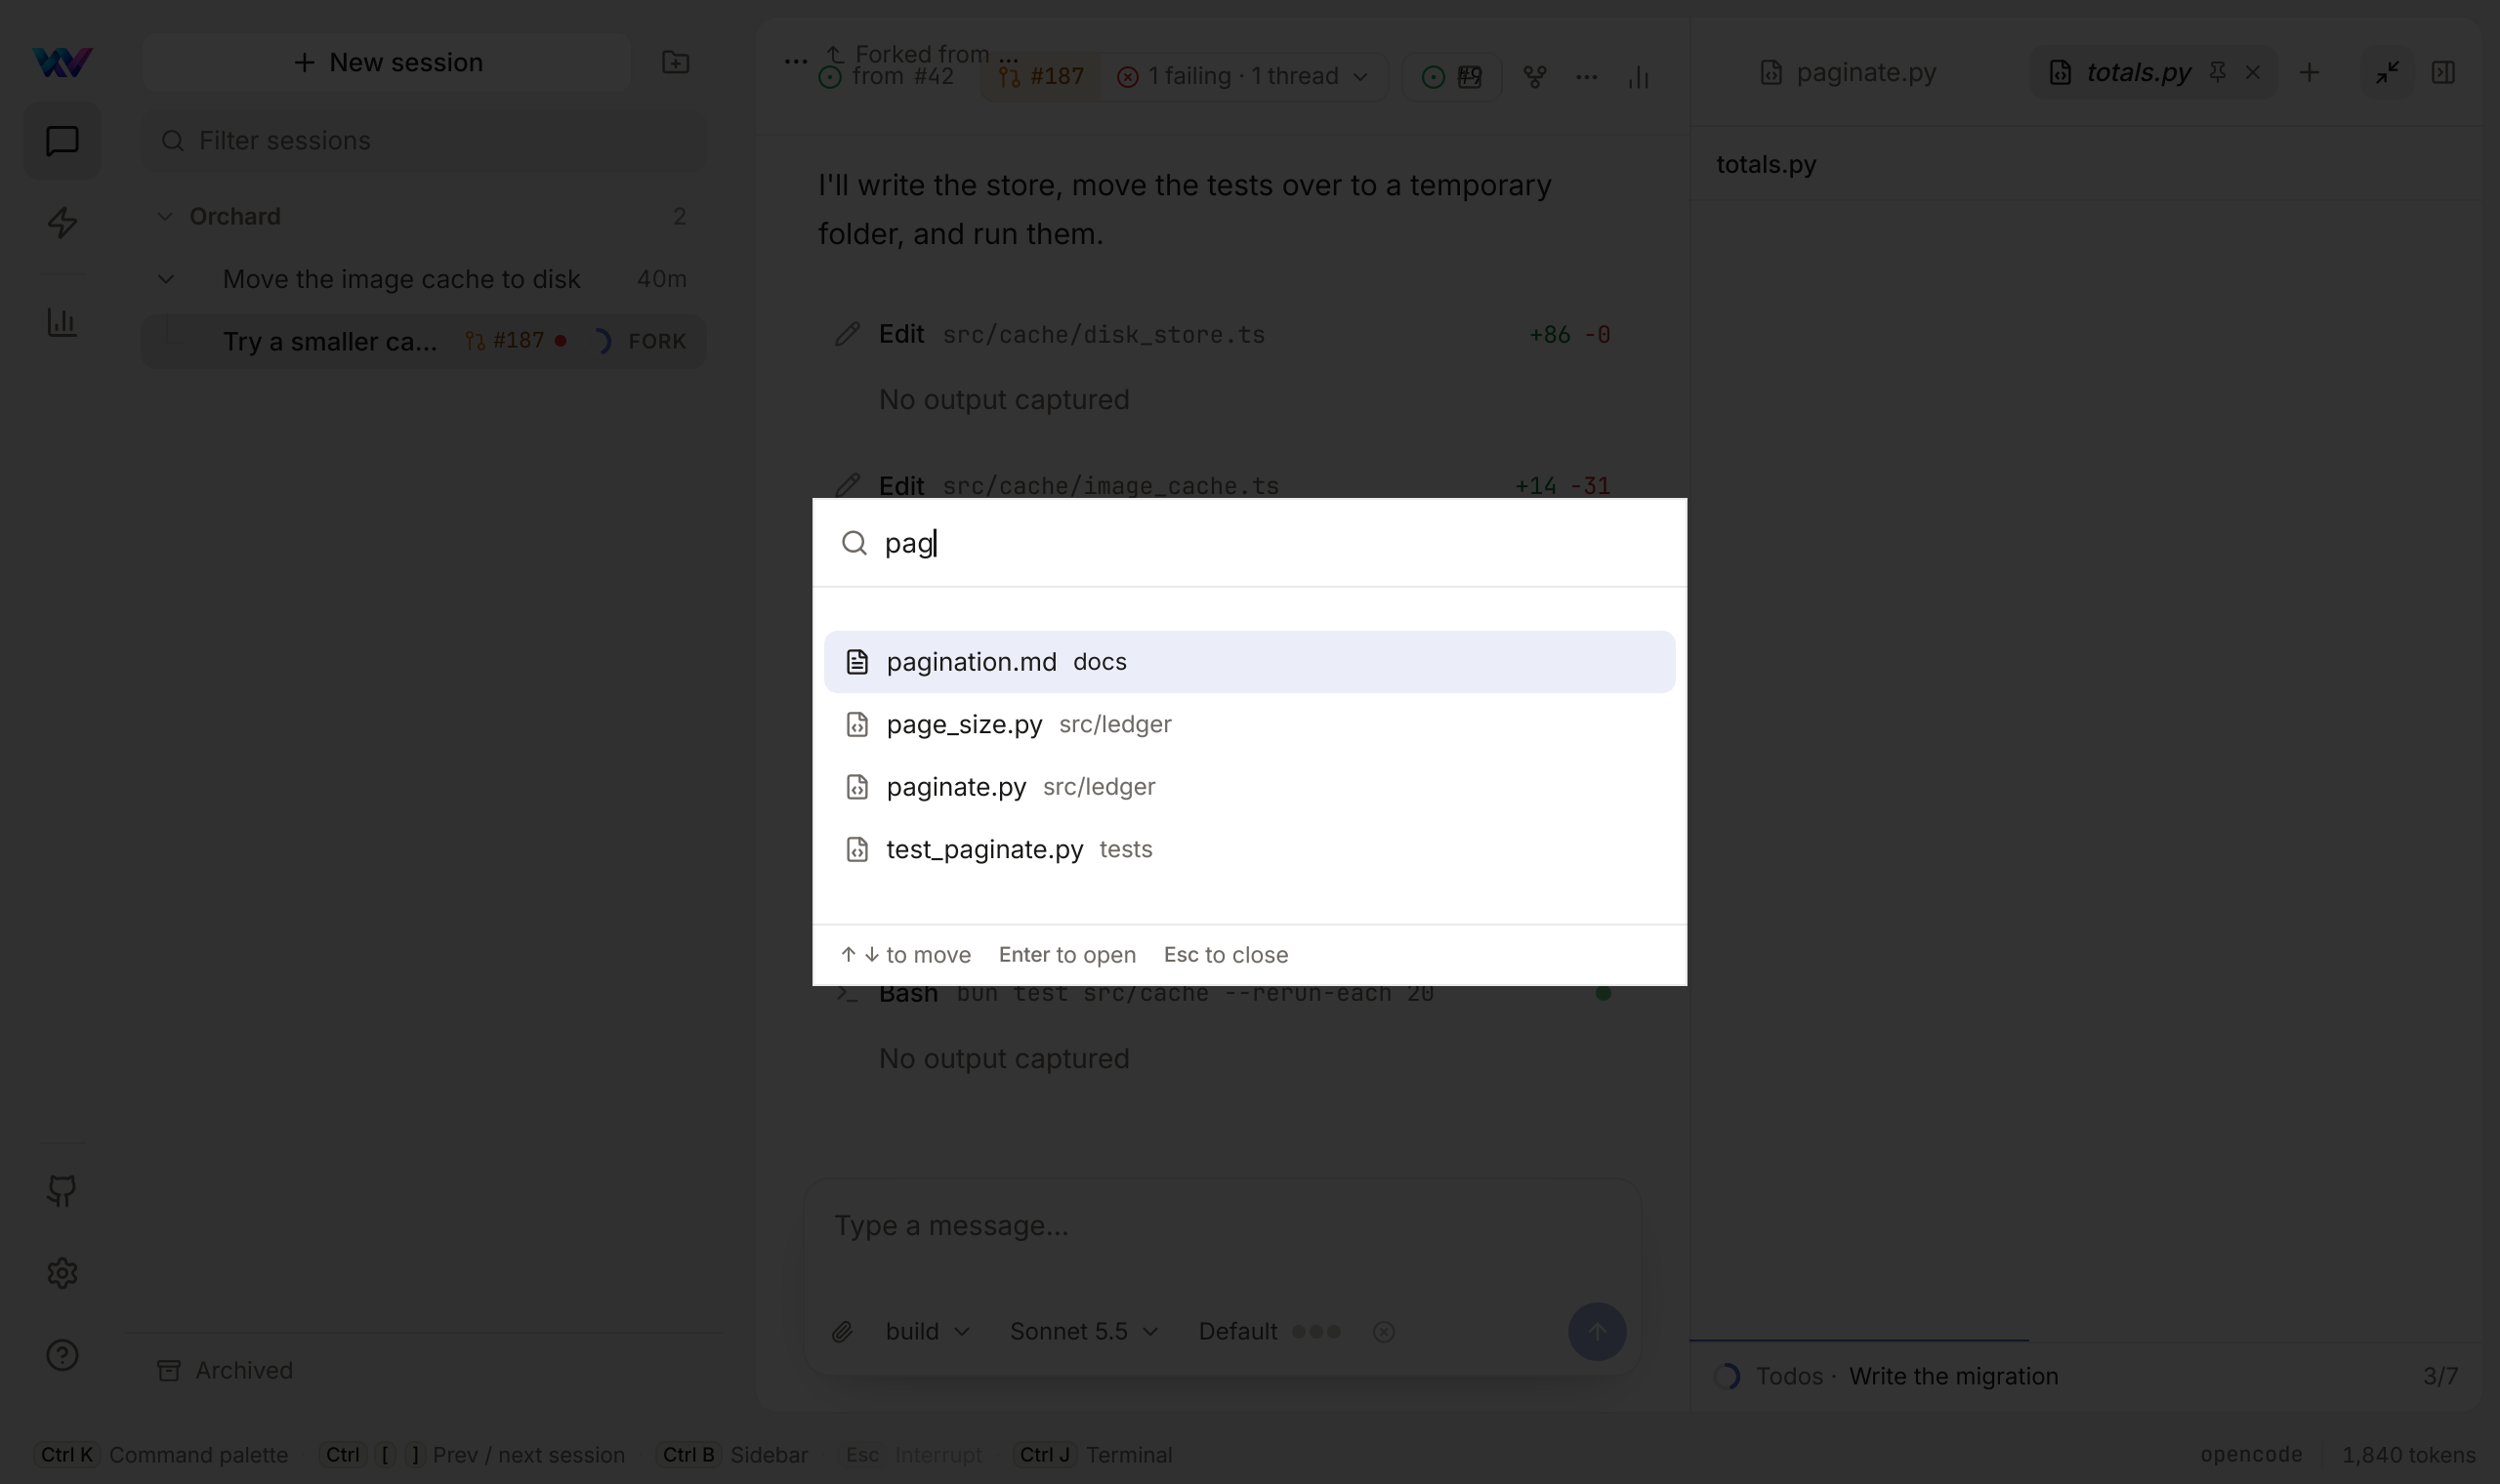 New session
Filter sessions
Orchard 2
Move the image cache to disk 40m
Try a smaller ca... #187 FORK
Archived
Forked from ...
from #42 #187 1 failing · 1 thread #9
I'll write the store, move the tests over to a temporary
folder, and run them.
Edit src/cache/disk_store.ts +86 -0
No output captured
Edit src/cache/image_cache.ts +14 -31
pag
pagination.md docs
page_size.py src/ledger
paginate.py src/ledger
test_paginate.py tests
↑ ↓ to move Enter to open Esc to close
Bash bun test src/cache --rerun-each 20
No output captured
Type a message...
build Sonnet 5.5 Default
paginate.py totals.py
totals.py
Todos · Write the migration 3/7
Ctrl K Command palette Ctrl [ ] Prev / next session Ctrl B Sidebar Esc Interrupt Ctrl J Terminal opencode 1,840 tokens